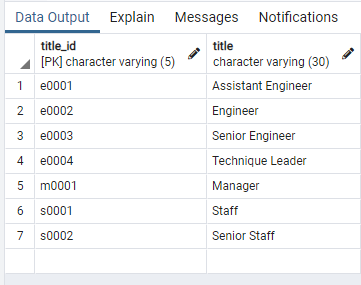 Data Output Explain Messages Notifications
title_id title
[PK] character varying (5) character varying (30)
1 e0001 Assistant Engineer
2 e0002 Engineer
3 e0003 Senior Engineer
4 e0004 Technique Leader
5 m0001 Manager
6 s0001 Staff
7 s0002 Senior Staff